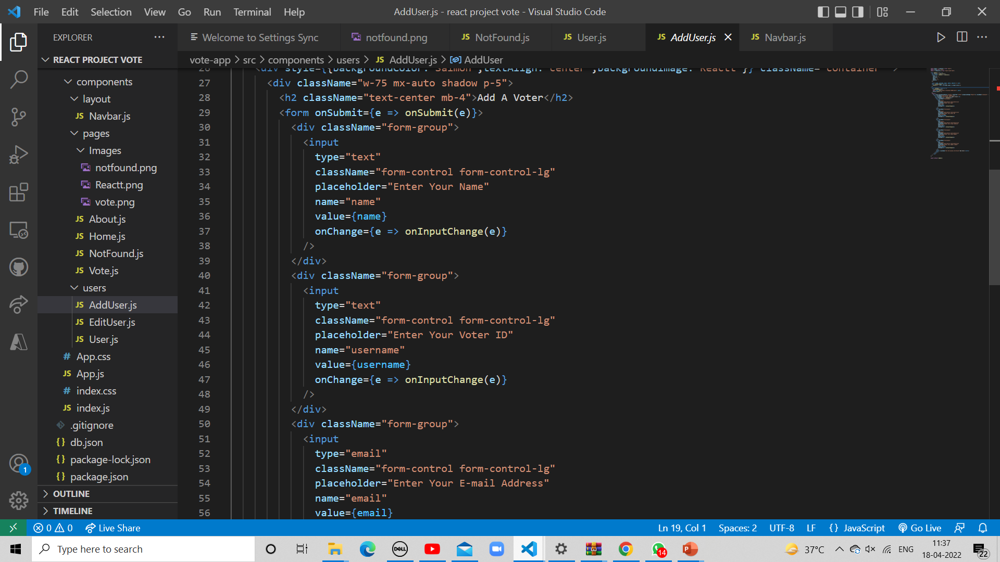 File Edit Selection View Go Run Terminal Help
AddUser.js - react project vote - Visual Studio Code
EXPLORER
Welcome to Settings Sync
notfound.png
JS NotFound.js
JS User.js
JS AddUser.js
JS Navbar.js
REACT PROJECT VOTE
vote-app > src > components > users > JS AddUser.js > AddUser
components
layout
JS Navbar.js
pages
Images
notfound.png
Reactt.png
vote.png
JS About.js
JS Home.js
JS NotFound.js
JS Vote.js
users
JS AddUser.js
JS EditUser.js
JS User.js
# App.css
JS App.js
# index.css
JS index.js
.gitignore
{} db.json
{} package-lock.json
{} package.json
OUTLINE
TIMELINE
27 <div className="w-75 mx-auto shadow p-5">
28 <h2 className="text-center mb-4">Add A Voter</h2>
29 <form onSubmit={e => onSubmit(e)}>
30 <div className="form-group">
31 <input
32 type="text"
33 className="form-control form-control-lg"
34 placeholder="Enter Your Name"
35 name="name"
36 value={name}
37 onChange={e => onInputChange(e)}
38 />
39 </div>
40 <div className="form-group">
41 <input
42 type="text"
43 className="form-control form-control-lg"
44 placeholder="Enter Your Voter ID"
45 name="username"
46 value={username}
47 onChange={e => onInputChange(e)}
48 />
49 </div>
50 <div className="form-group">
51 <input
52 type="email"
53 className="form-control form-control-lg"
54 placeholder="Enter Your E-mail Address"
55 name="email"
56 value={email}
1
0 0 Live Share
Ln 19, Col 1 Spaces: 2 UTF-8 LF {} JavaScript Go Live
Type here to search
DELL
14
37°C
ENG
11:37
18-04-2022
22